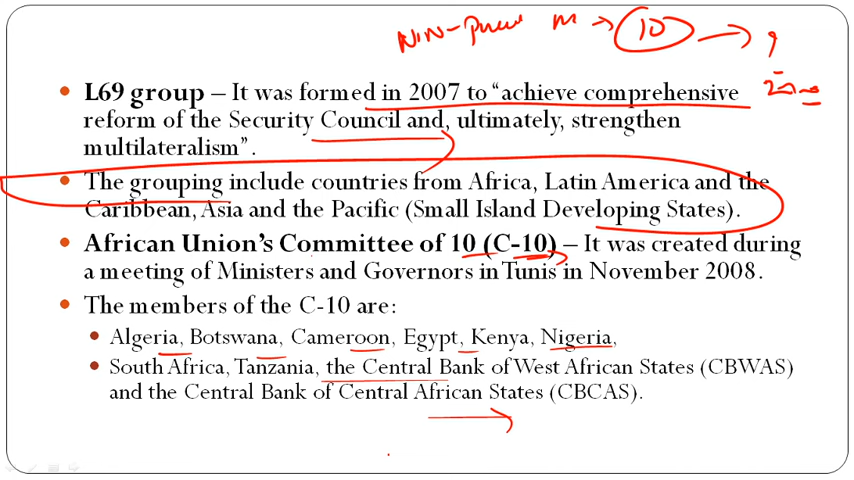 10
L69 group – It was formed in 2007 to “achieve comprehensive
reform of the Security Council and, ultimately, strengthen
multilateralism”.
The grouping include countries from Africa, Latin America and the
Caribbean, Asia and the Pacific (Small Island Developing States).
African Union’s Committee of 10 (C-10) – It was created during
a meeting of Ministers and Governors in Tunis in November 2008.
The members of the C-10 are:
Algeria, Botswana, Cameroon, Egypt, Kenya, Nigeria,
South Africa, Tanzania, the Central Bank of West African States (CBWAS)
and the Central Bank of Central African States (CBCAS).